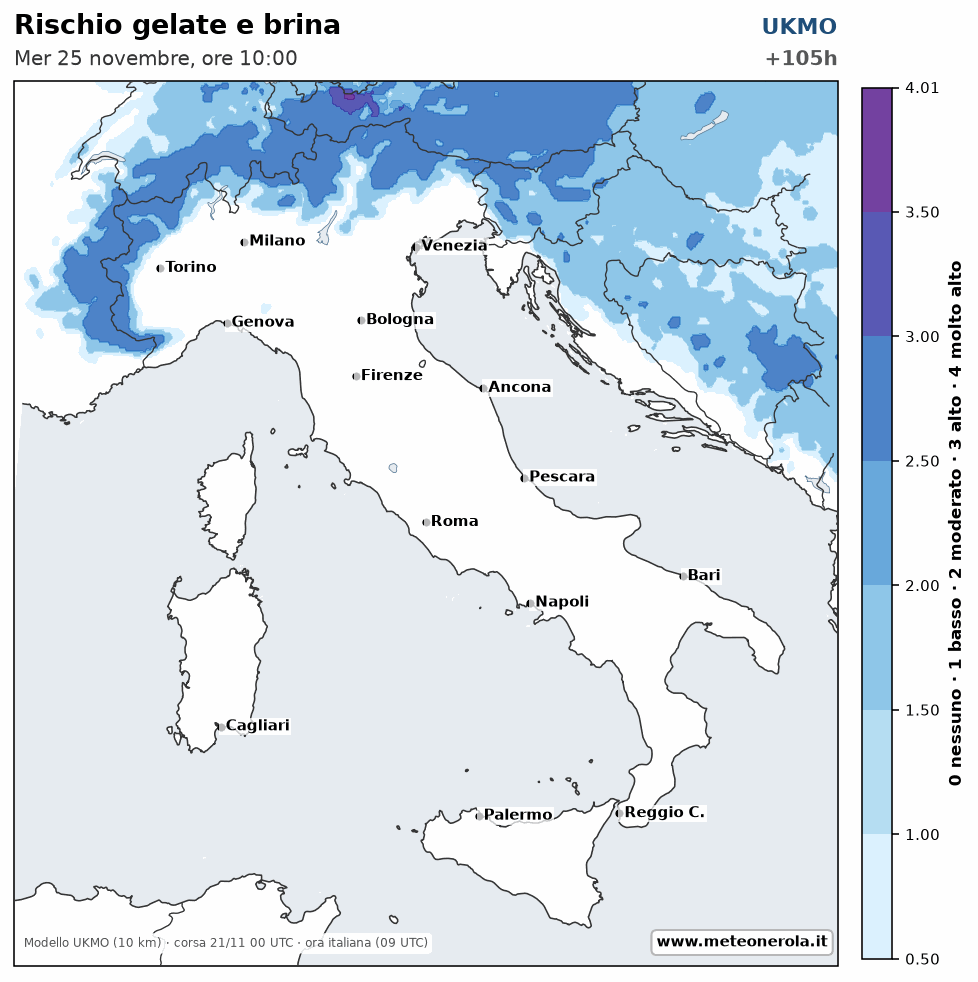 Rischio gelate e brina
UKMO
Mer 25 novembre, ore 10:00
+105h
4.01
3.50
3.00
2.50
2.00
1.50
1.00
0.50
0 nessuno · 1 basso · 2 moderato · 3 alto · 4 molto alto
Milano
Venezia
Torino
Genova
Bologna
Firenze
Ancona
Pescara
Roma
Bari
Napoli
Cagliari
Palermo
Reggio C.
Modello UKMO (10 km) · corsa 21/11 00 UTC · ora italiana (09 UTC)
www.meteonerola.it